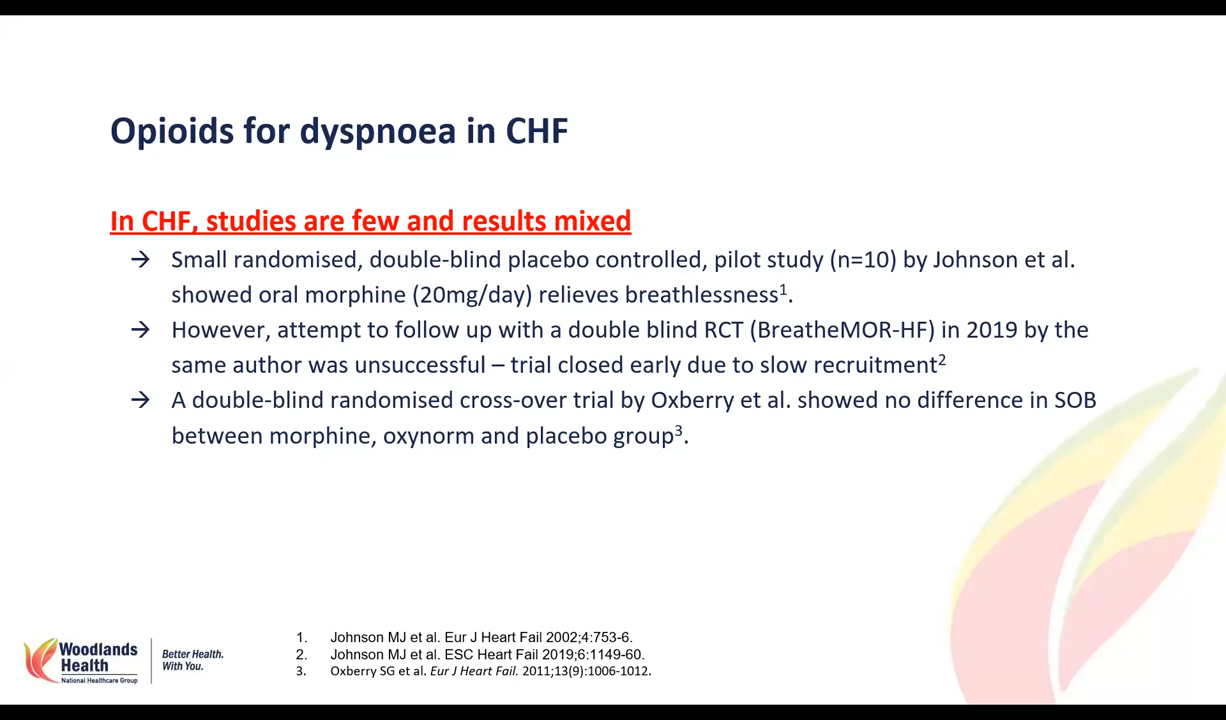 Opioids for dyspnoea in CHF
In CHF, studies are few and results mixed
→ Small randomised, double-blind placebo controlled, pilot study (n=10) by Johnson et al.
showed oral morphine (20mg/day) relieves breathlessness¹.
→ However, attempt to follow up with a double blind RCT (BreatheMOR-HF) in 2019 by the
same author was unsuccessful – trial closed early due to slow recruitment²
→ A double-blind randomised cross-over trial by Oxberry et al. showed no difference in SOB
between morphine, oxynorm and placebo group³.
1. Johnson MJ et al. Eur J Heart Fail 2002;4:753-6.
2. Johnson MJ et al. ESC Heart Fail 2019;6:1149-60.
3. Oxberry SG et al. Eur J Heart Fail. 2011;13(9):1006-1012.
Woodlands
Health
National Healthcare Group
Better Health.
With You.